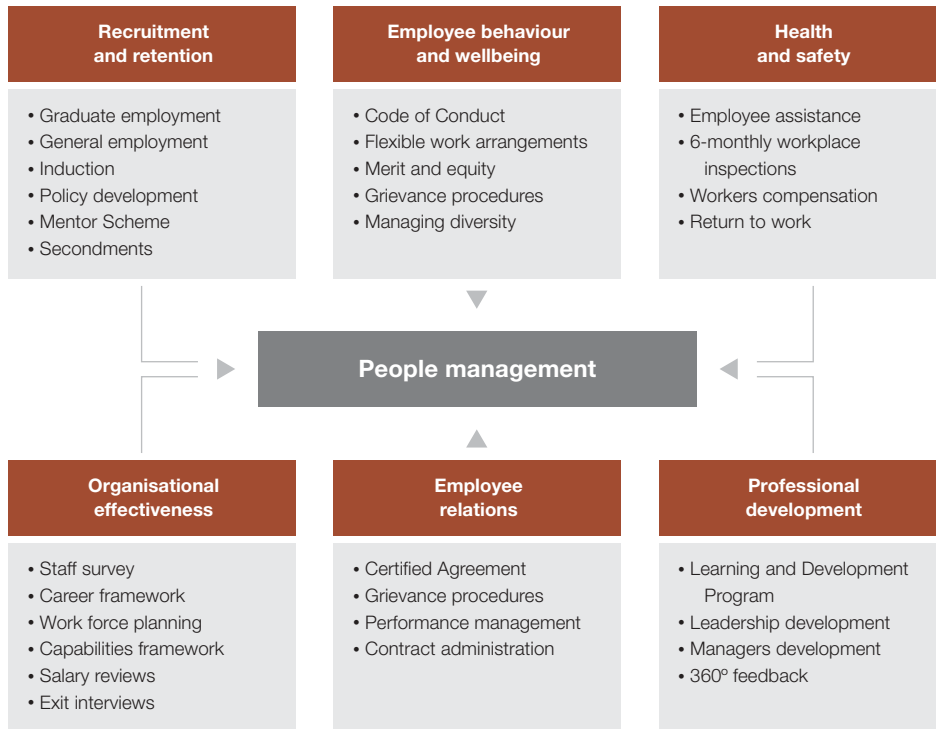 Recruitment
and retention
• Graduate employment
• General employment
• Induction
• Policy development
• Mentor Scheme
• Secondments
Employee behaviour
and wellbeing
• Code of Conduct
• Flexible work arrangements
• Merit and equity
• Grievance procedures
• Managing diversity
Health
and safety
• Employee assistance
• 6-monthly workplace
inspections
• Workers compensation
• Return to work
People management
Organisational
effectiveness
• Staff survey
• Career framework
• Work force planning
• Capabilities framework
• Salary reviews
• Exit interviews
Employee
relations
• Certified Agreement
• Grievance procedures
• Performance management
• Contract administration
Professional
development
• Learning and Development
Program
• Leadership development
• Managers development
• 360º feedback